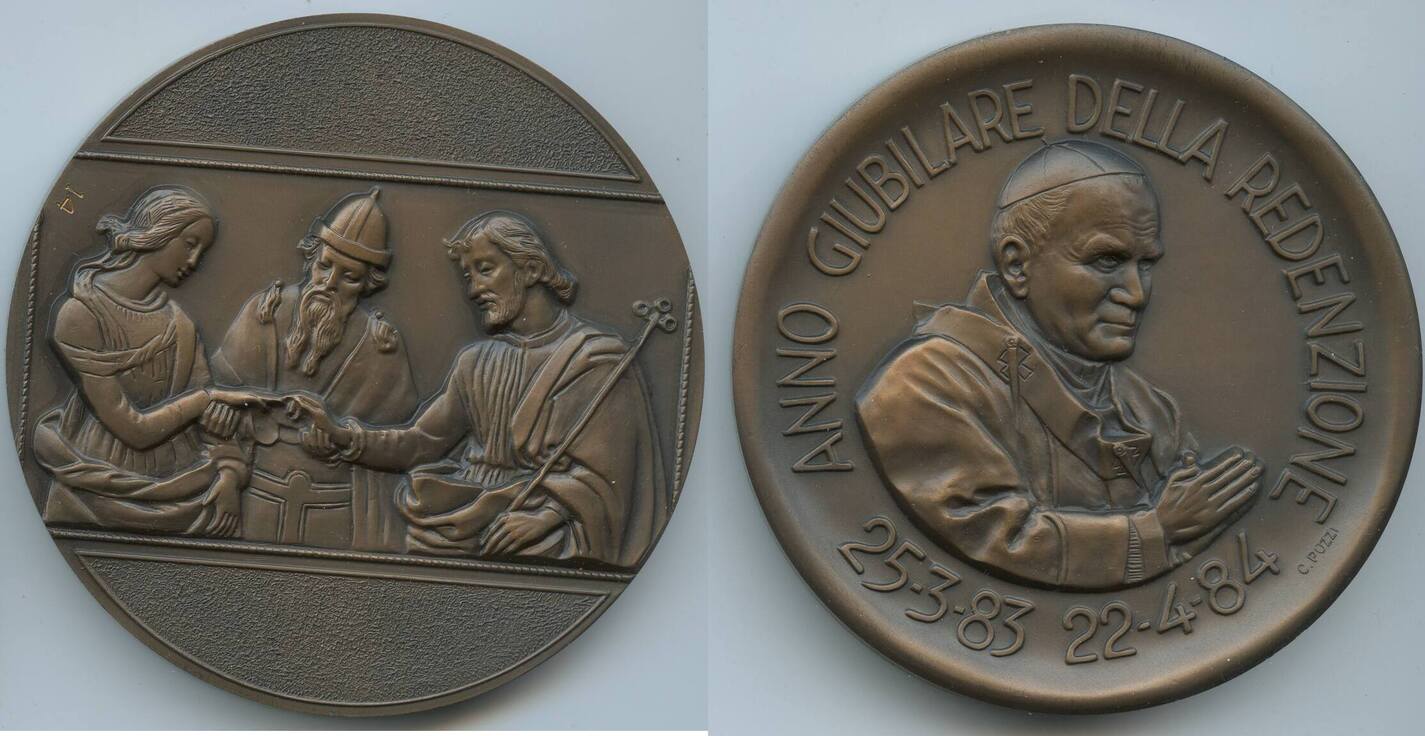 14
ANNO GIUBILARE DELLA REDENZIONE
25-3-83 22-4-84
C. POZZI